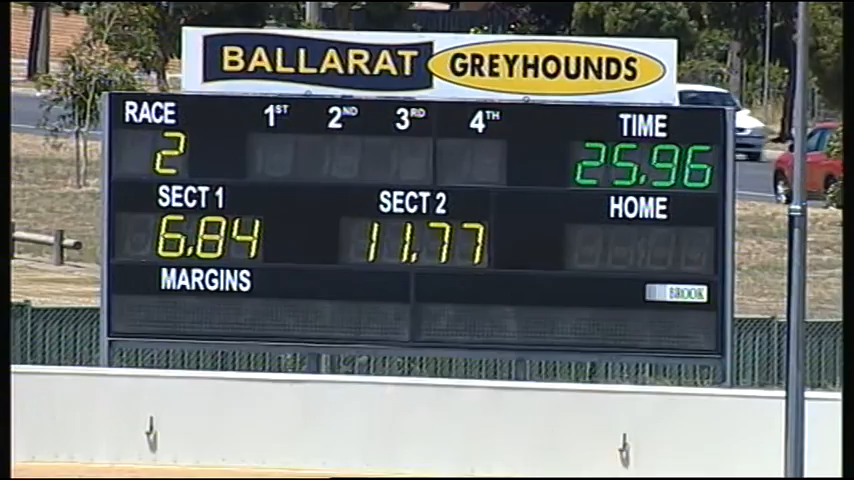 BALLARAT GREYHOUNDS
RACE 1ST 2ND 3RD 4TH TIME
2 25.96
SECT 1 SECT 2 HOME
6.84 11.77
MARGINS
BROOK